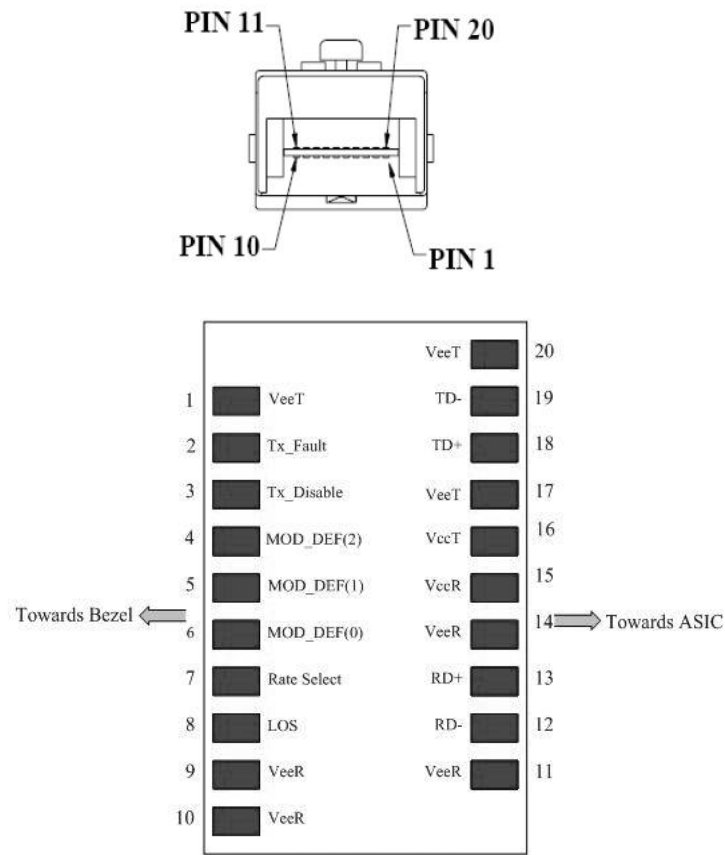 PIN 11 PIN 20
PIN 10 PIN 1
VeeT 20
1 VeeT TD- 19
2 Tx_Fault TD+ 18
3 Tx_Disable VeeT 17
4 MOD_DEF(2) VccT 16
5 MOD_DEF(1) VccR 15
Towards Bezel 6 MOD_DEF(0) VeeR 14 Towards ASIC
7 Rate Select RD+ 13
8 LOS RD- 12
9 VeeR VeeR 11
10 VeeR